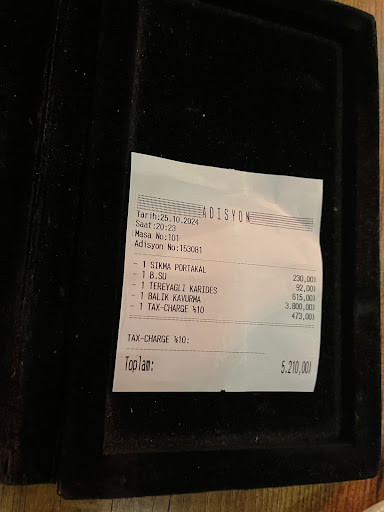 ADISYON
Tarih:25.10.2024
Saat:20:23
Masa No:101
Adisyon No:153081
- 1 SIKMA PORTAKAL 230,00)
- 1 B.SU 92,00)
- 1 TEREYAGLI KARIDES 615,00)
- 1 BALIK KAVURMA 3.800,00)
- 1 TAX-CHARGE %10 473,00)
TAX-CHARGE %10:
Toplam: 5.210,00)